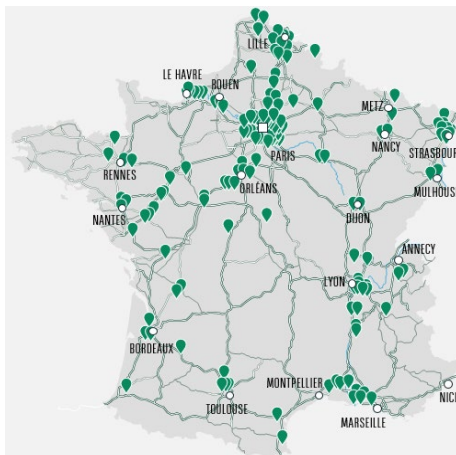 LILLE
LE HAVRE
ROUEN
METZ
PARIS
NANCY
STRASBOUR
RENNES
ORLÉANS
MULHOUS
NANTES
DIJON
ANNECY
LYON
BORDEAUX
MONTPELLIER
NIC
TOULOUSE
MARSEILLE